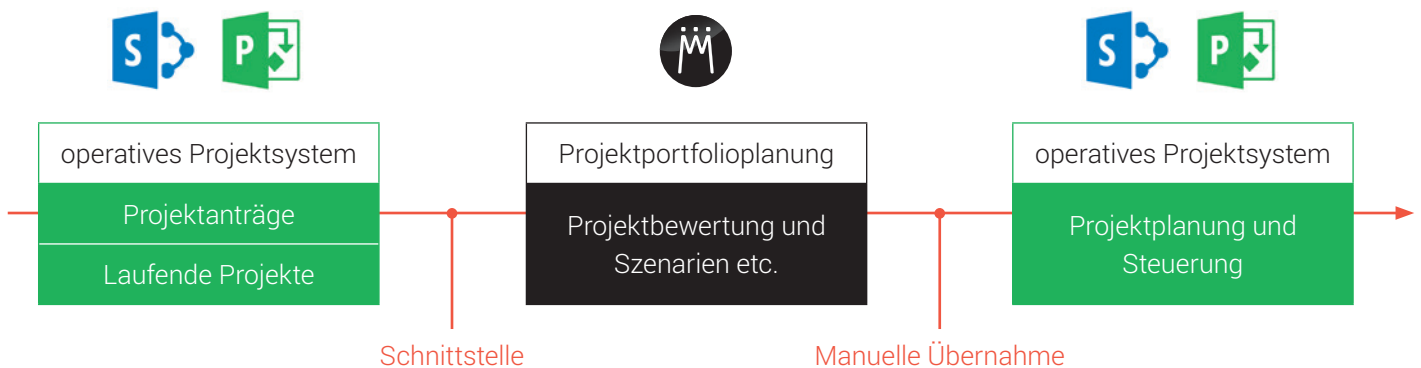 S P
S P
operatives Projektsystem
Projektanträge
Laufende Projekte
Projektportfolioplanung
Projektbewertung und
Szenarien etc.
operatives Projektsystem
Projektplanung und
Steuerung
Schnittstelle
Manuelle Übernahme